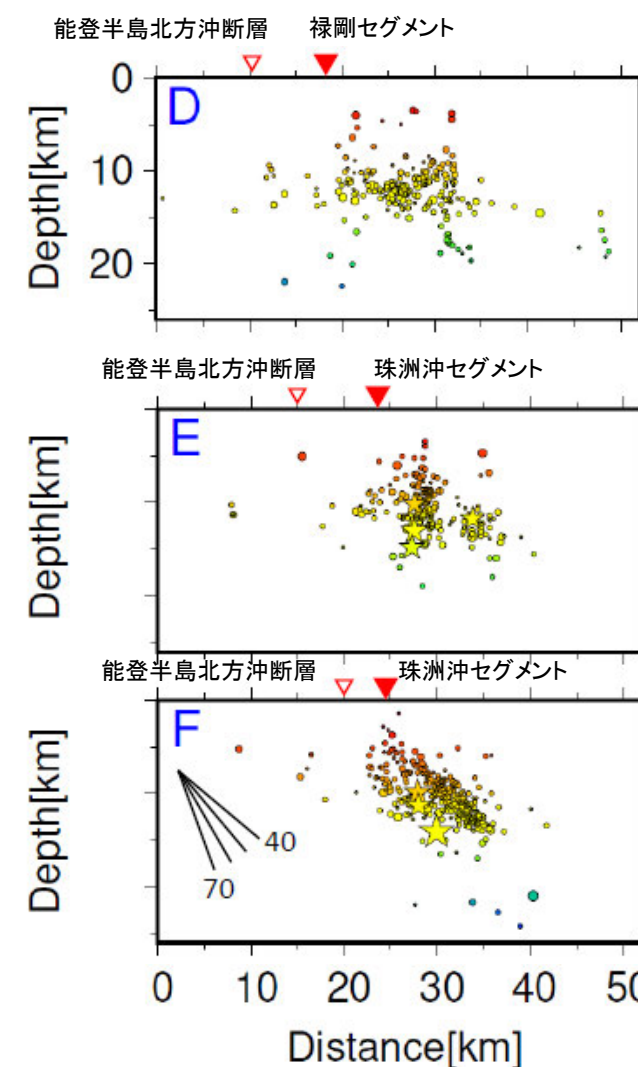 能登半島北方沖断層 禄剛セグメント
0
D
10
20
Depth[km]
能登半島北方沖断層 珠洲沖セグメント
E
Depth[km]
能登半島北方沖断層 珠洲沖セグメント
F
40
70
Depth[km]
0 10 20 30 40 50
Distance[km]